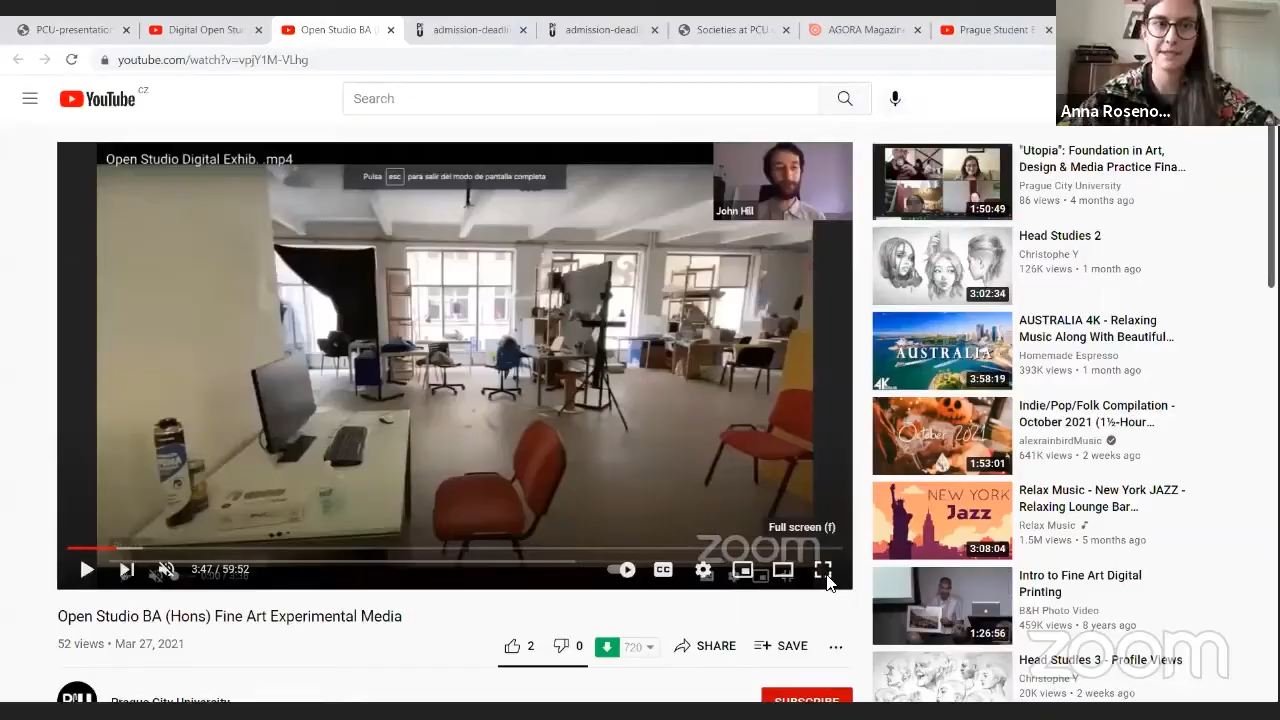 PCU-presentatio
Digital Open Stu
Open Studio BA
admission-deadl
admission-deadl
Societies at PCU
AGORA Magazin
Prague Student E
youtube.com/watch?v=vpjY1M-VLhg
Anna Roseno...
YouTube CZ
Search
Open Studio Digital Exhib. .mp4
Pulsa esc para salir del modo de pantalla completa
John Hill
Full screen (f)
zoom
3:47 / 59:52
CC
Open Studio BA (Hons) Fine Art Experimental Media
52 views • Mar 27, 2021
2
0
720
SHARE
SAVE
Prague City University
SUBSCRIBE
"Utopia": Foundation in Art,
Design & Media Practice Fina...
Prague City University
86 views • 4 months ago
1:50:49
Head Studies 2
Christophe Y
126K views • 1 month ago
3:02:34
AUSTRALIA 4K - Relaxing
Music Along With Beautiful...
Homemade Espresso
393K views • 1 month ago
AUSTRALIA
4K
3:58:19
Indie/Pop/Folk Compilation -
October 2021 (1½-Hour...
alexrainbirdMusic
641K views • 2 weeks ago
October 2021
1:53:01
Relax Music - New York JAZZ -
Relaxing Lounge Bar...
Relax Music
1.5M views • 5 months ago
NEW YORK
Jazz
3:08:04
Intro to Fine Art Digital
Printing
B&H Photo Video
459K views • 8 years ago
1:26:56
Head Studies 3 - Profile Views
Christophe Y
20K views • 2 weeks ago
zoom